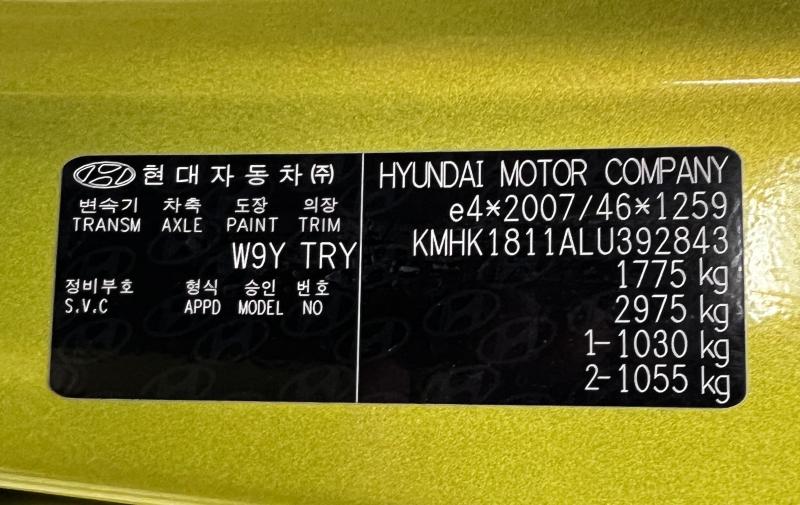 현대자동차㈜
변속기 차축 도장 의장
TRANSM AXLE PAINT TRIM
W9Y TRY
정비부호 형식 승인 번호
S.V.C APPD MODEL NO
HYUNDAI MOTOR COMPANY
e4*2007/46*1259
KMHK1811ALU392843
1775 kg
2975 kg
1-1030 kg
2-1055 kg